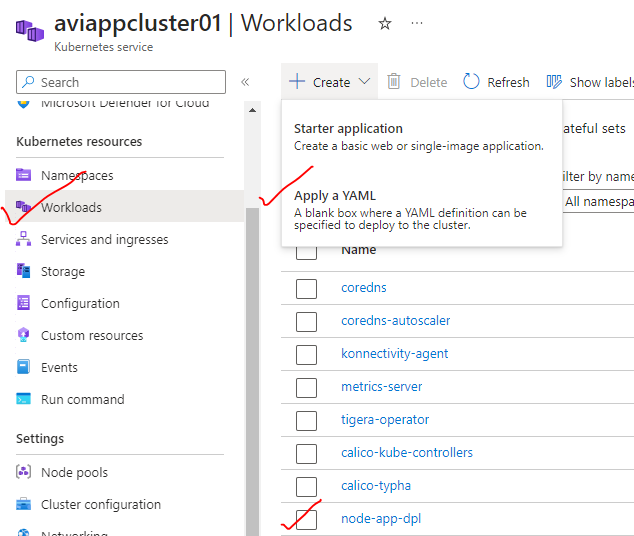 aviappcluster01 | Workloads
Kubernetes service
Search
Create
Delete
Refresh
Show labels
Microsoft Defender for Cloud
Kubernetes resources
Namespaces
Workloads
Services and ingresses
Storage
Configuration
Custom resources
Events
Run command
Settings
Node pools
Cluster configuration
Networking
Starter application
Create a basic web or single-image application.
Apply a YAML
A blank box where a YAML definition can be
specified to deploy to the cluster.
ateful sets
ilter by name
All namespa
Name
coredns
coredns-autoscaler
konnectivity-agent
metrics-server
tigera-operator
calico-kube-controllers
calico-typha
node-app-dpl